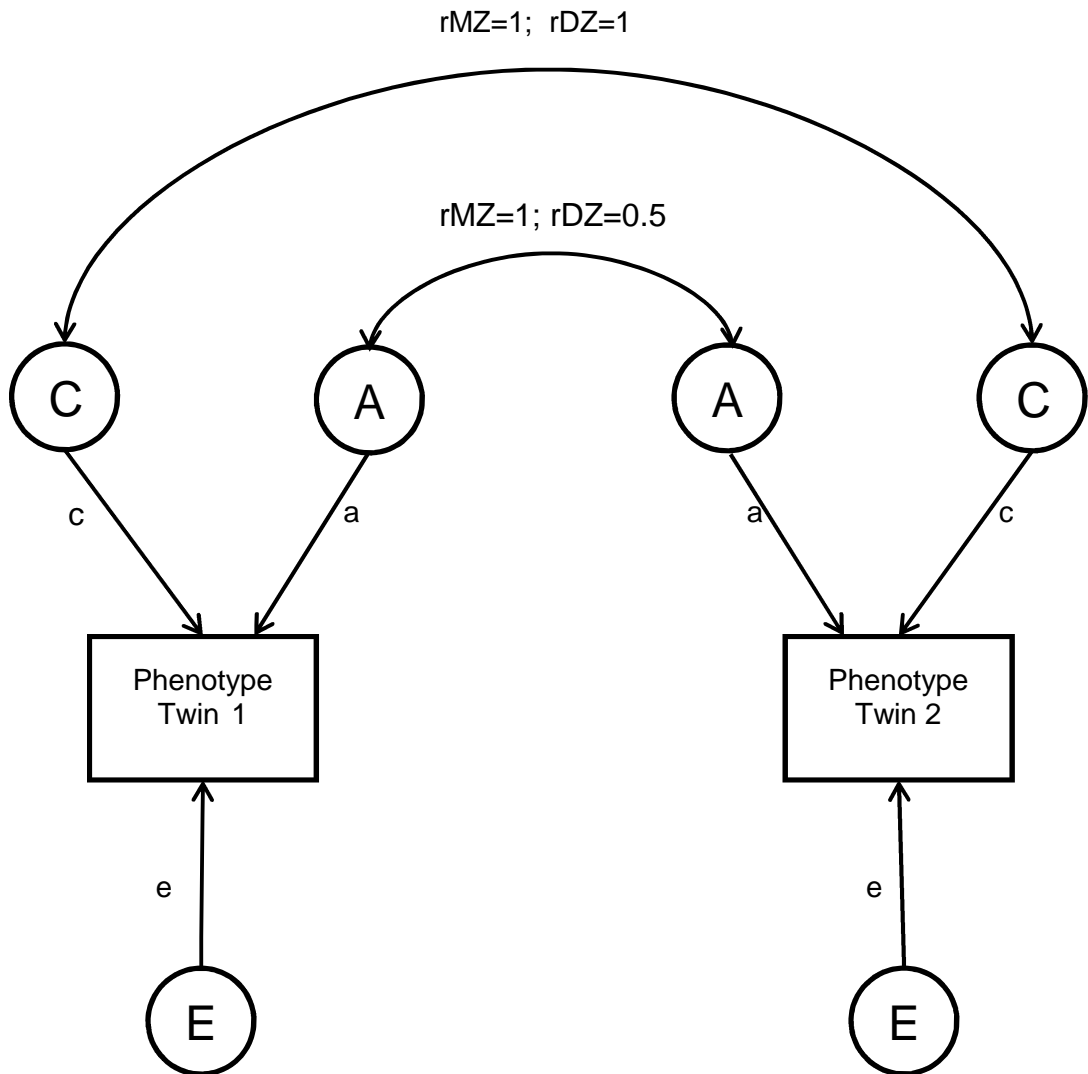 rMZ=1; rDZ=1
rMZ=1; rDZ=0.5
C
A
A
C
c
a
a
c
Phenotype
Twin 1
Phenotype
Twin 2
e
e
E
E